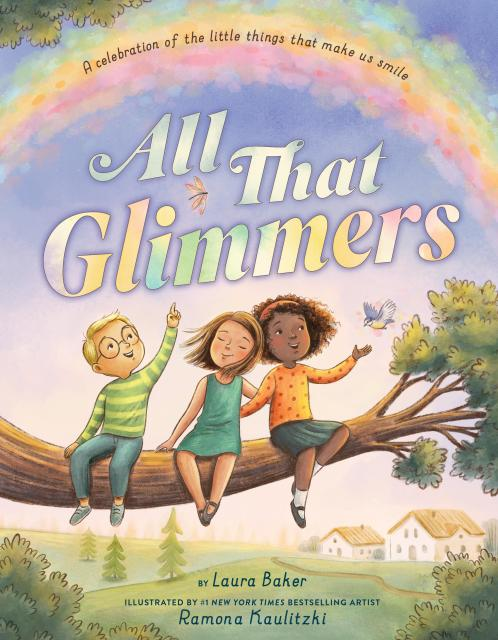 A celebration of the little things that make us smile
All That
Glimmers
BY Laura Baker
ILLUSTRATED BY #1 NEW YORK TIMES BESTSELLING ARTIST
Ramona Kaulitzki